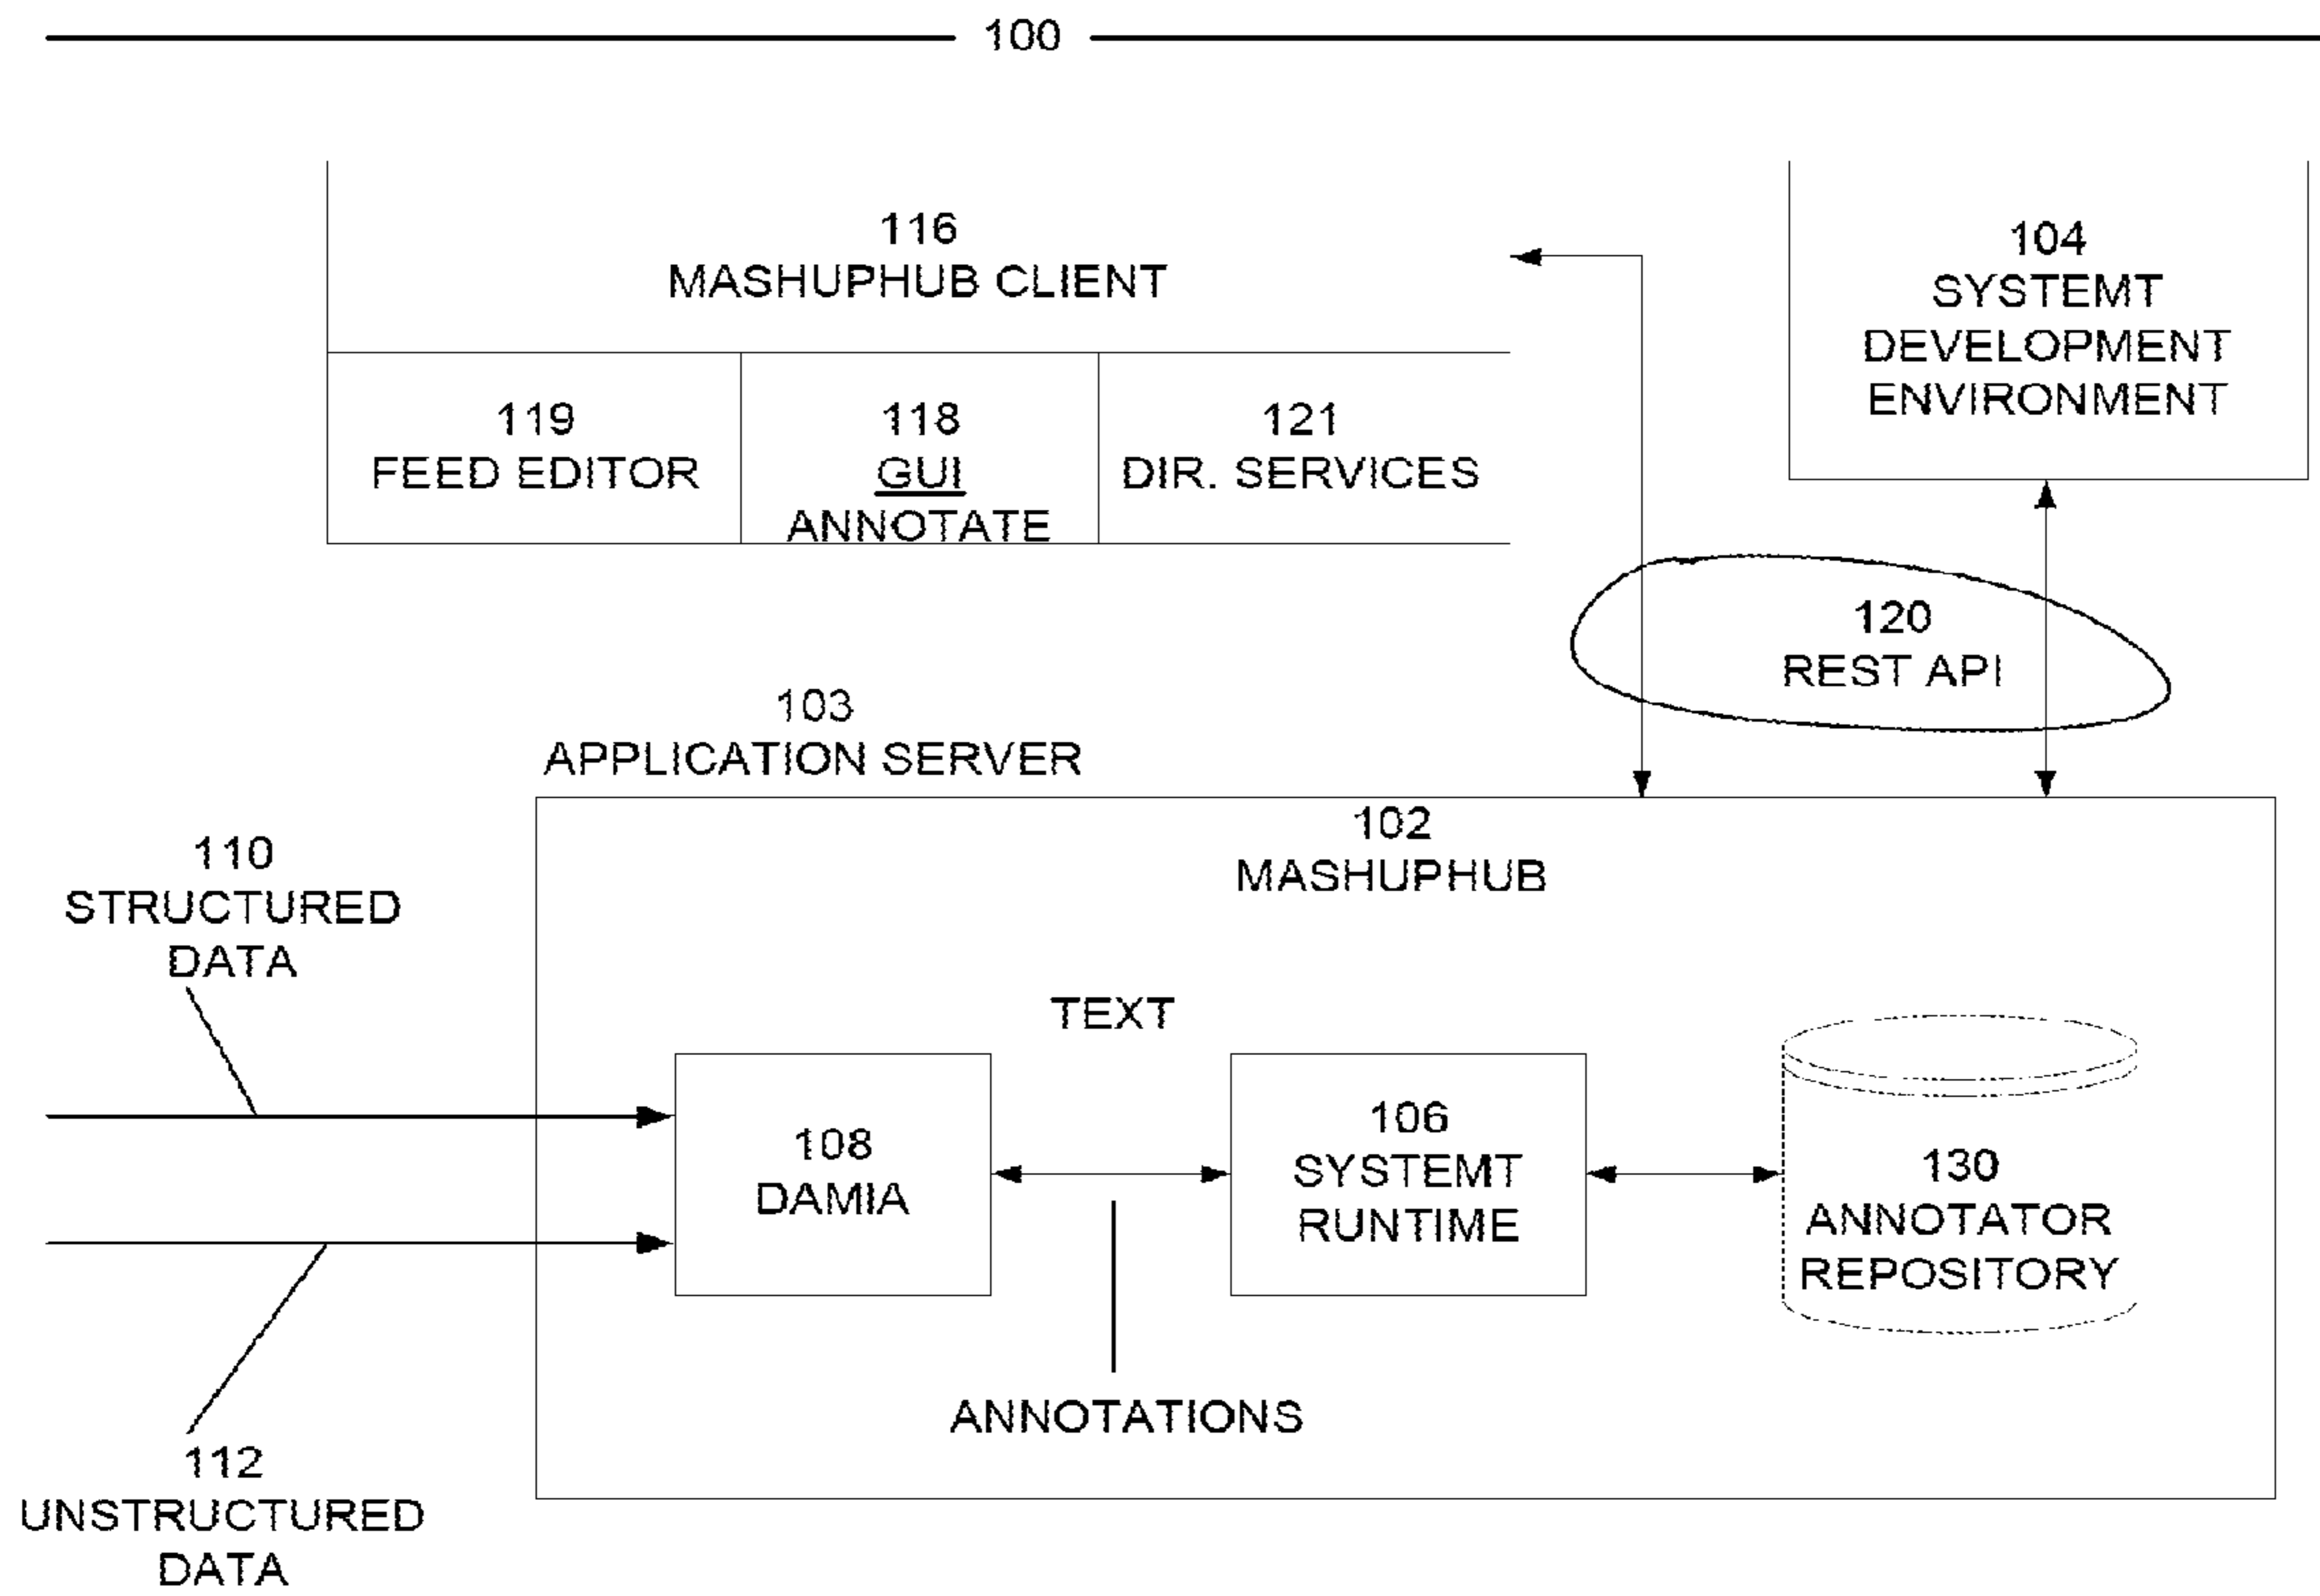 100
116
MASHUPHUB CLIENT
119
FEED EDITOR
118
GUI
ANNOTATE
121
DIR. SERVICES
104
SYSTEMT
DEVELOPMENT
ENVIRONMENT
120
REST API
103
APPLICATION SERVER
102
MASHUPHUB
110
STRUCTURED
DATA
TEXT
108
DAMIA
106
SYSTEMT
RUNTIME
130
ANNOTATOR
REPOSITORY
ANNOTATIONS
112
UNSTRUCTURED
DATA